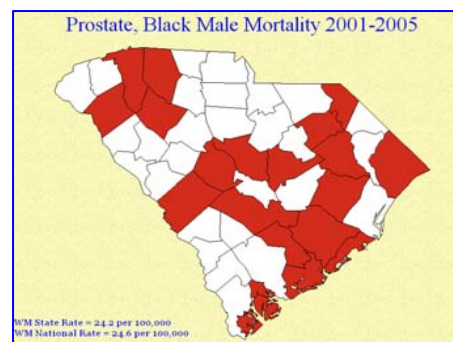 Prostate, Black Male Mortality 2001-2005
WM State Rate = 24.2 per 100,000
WM National Rate = 24.6 per 100,000